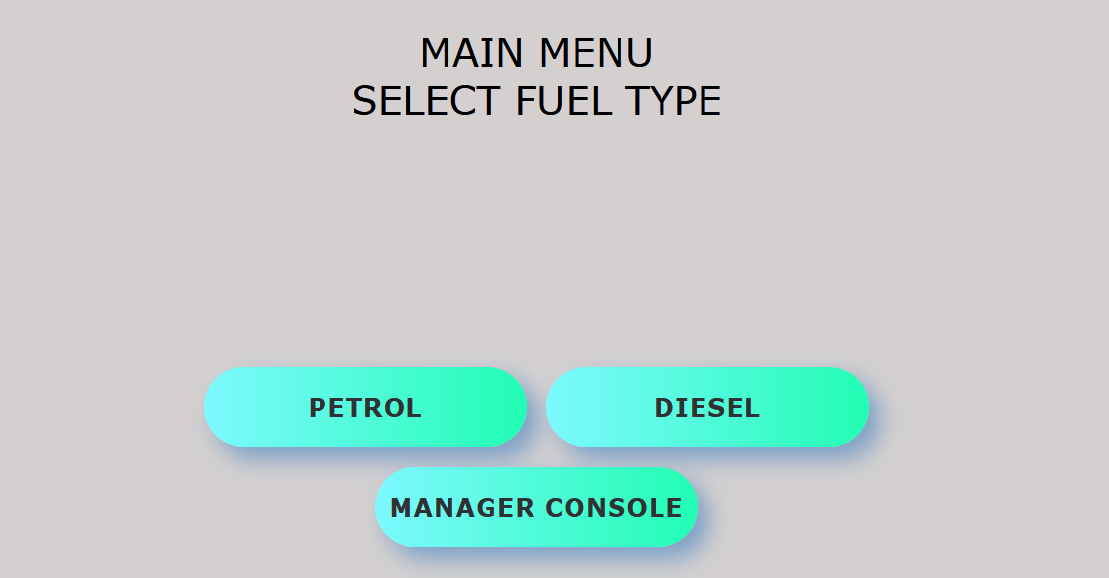 MAIN MENU
SELECT FUEL TYPE
PETROL
DIESEL
MANAGER CONSOLE